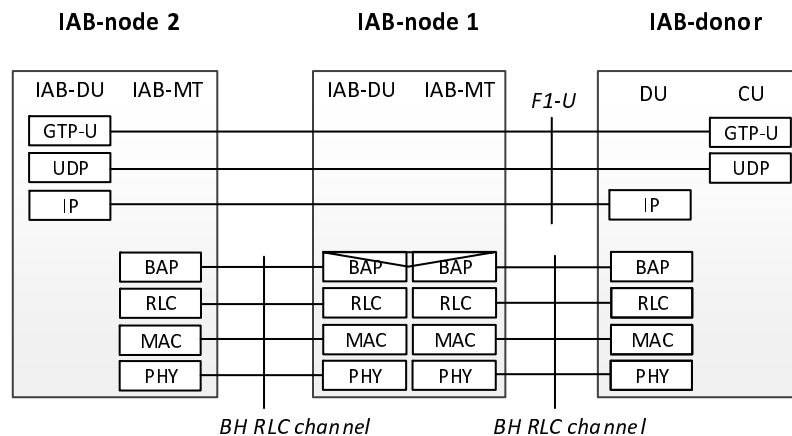 IAB-node 2 IAB-node 1 IAB-donor
IAB-DU IAB-MT IAB-DU IAB-MT F1-U DU CU
GTP-U GTP-U
UDP UDP
IP IP
BAP BAP BAP BAP
RLC RLC RLC RLC
MAC MAC MAC MAC
PHY PHY PHY PHY
BH RLC channel BH RLC channel